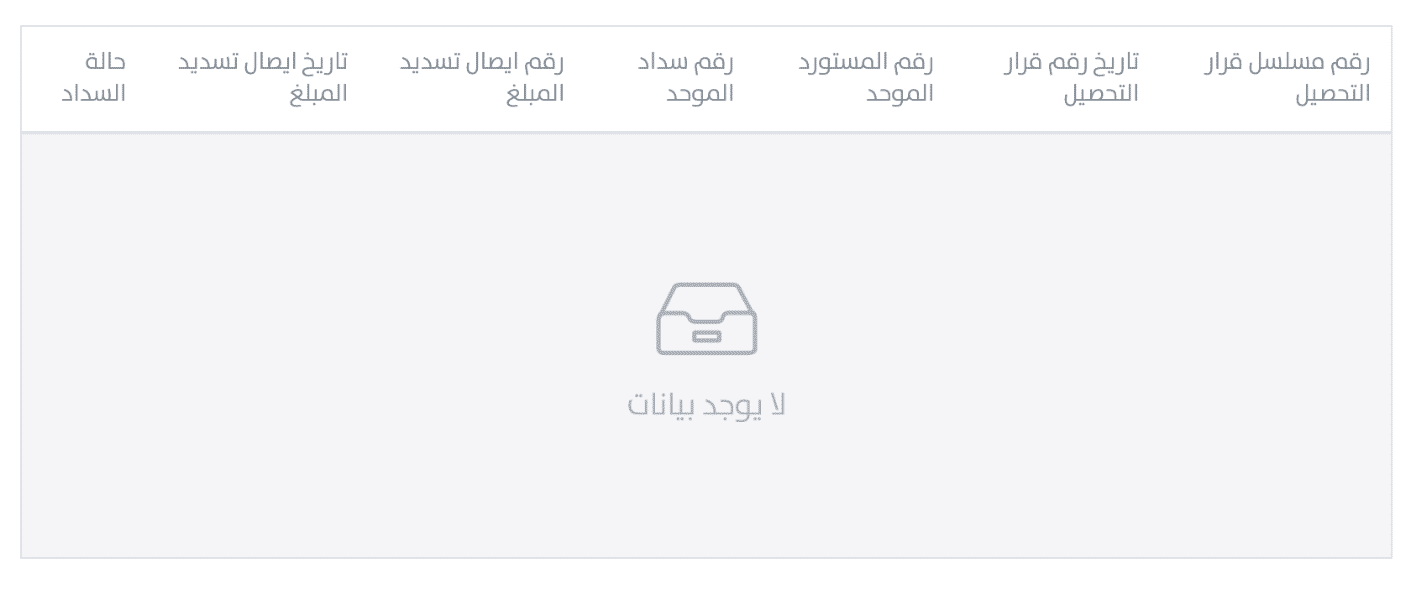 رقم مسلسل قرار
التحصيل
تاريخ رقم قرار
التحصيل
رقم المستورد
الموحد
رقم سداد
الموحد
رقم ايصال تسديد
المبلغ
تاريخ ايصال تسديد
المبلغ
حالة
السداد
لا يوجد بيانات